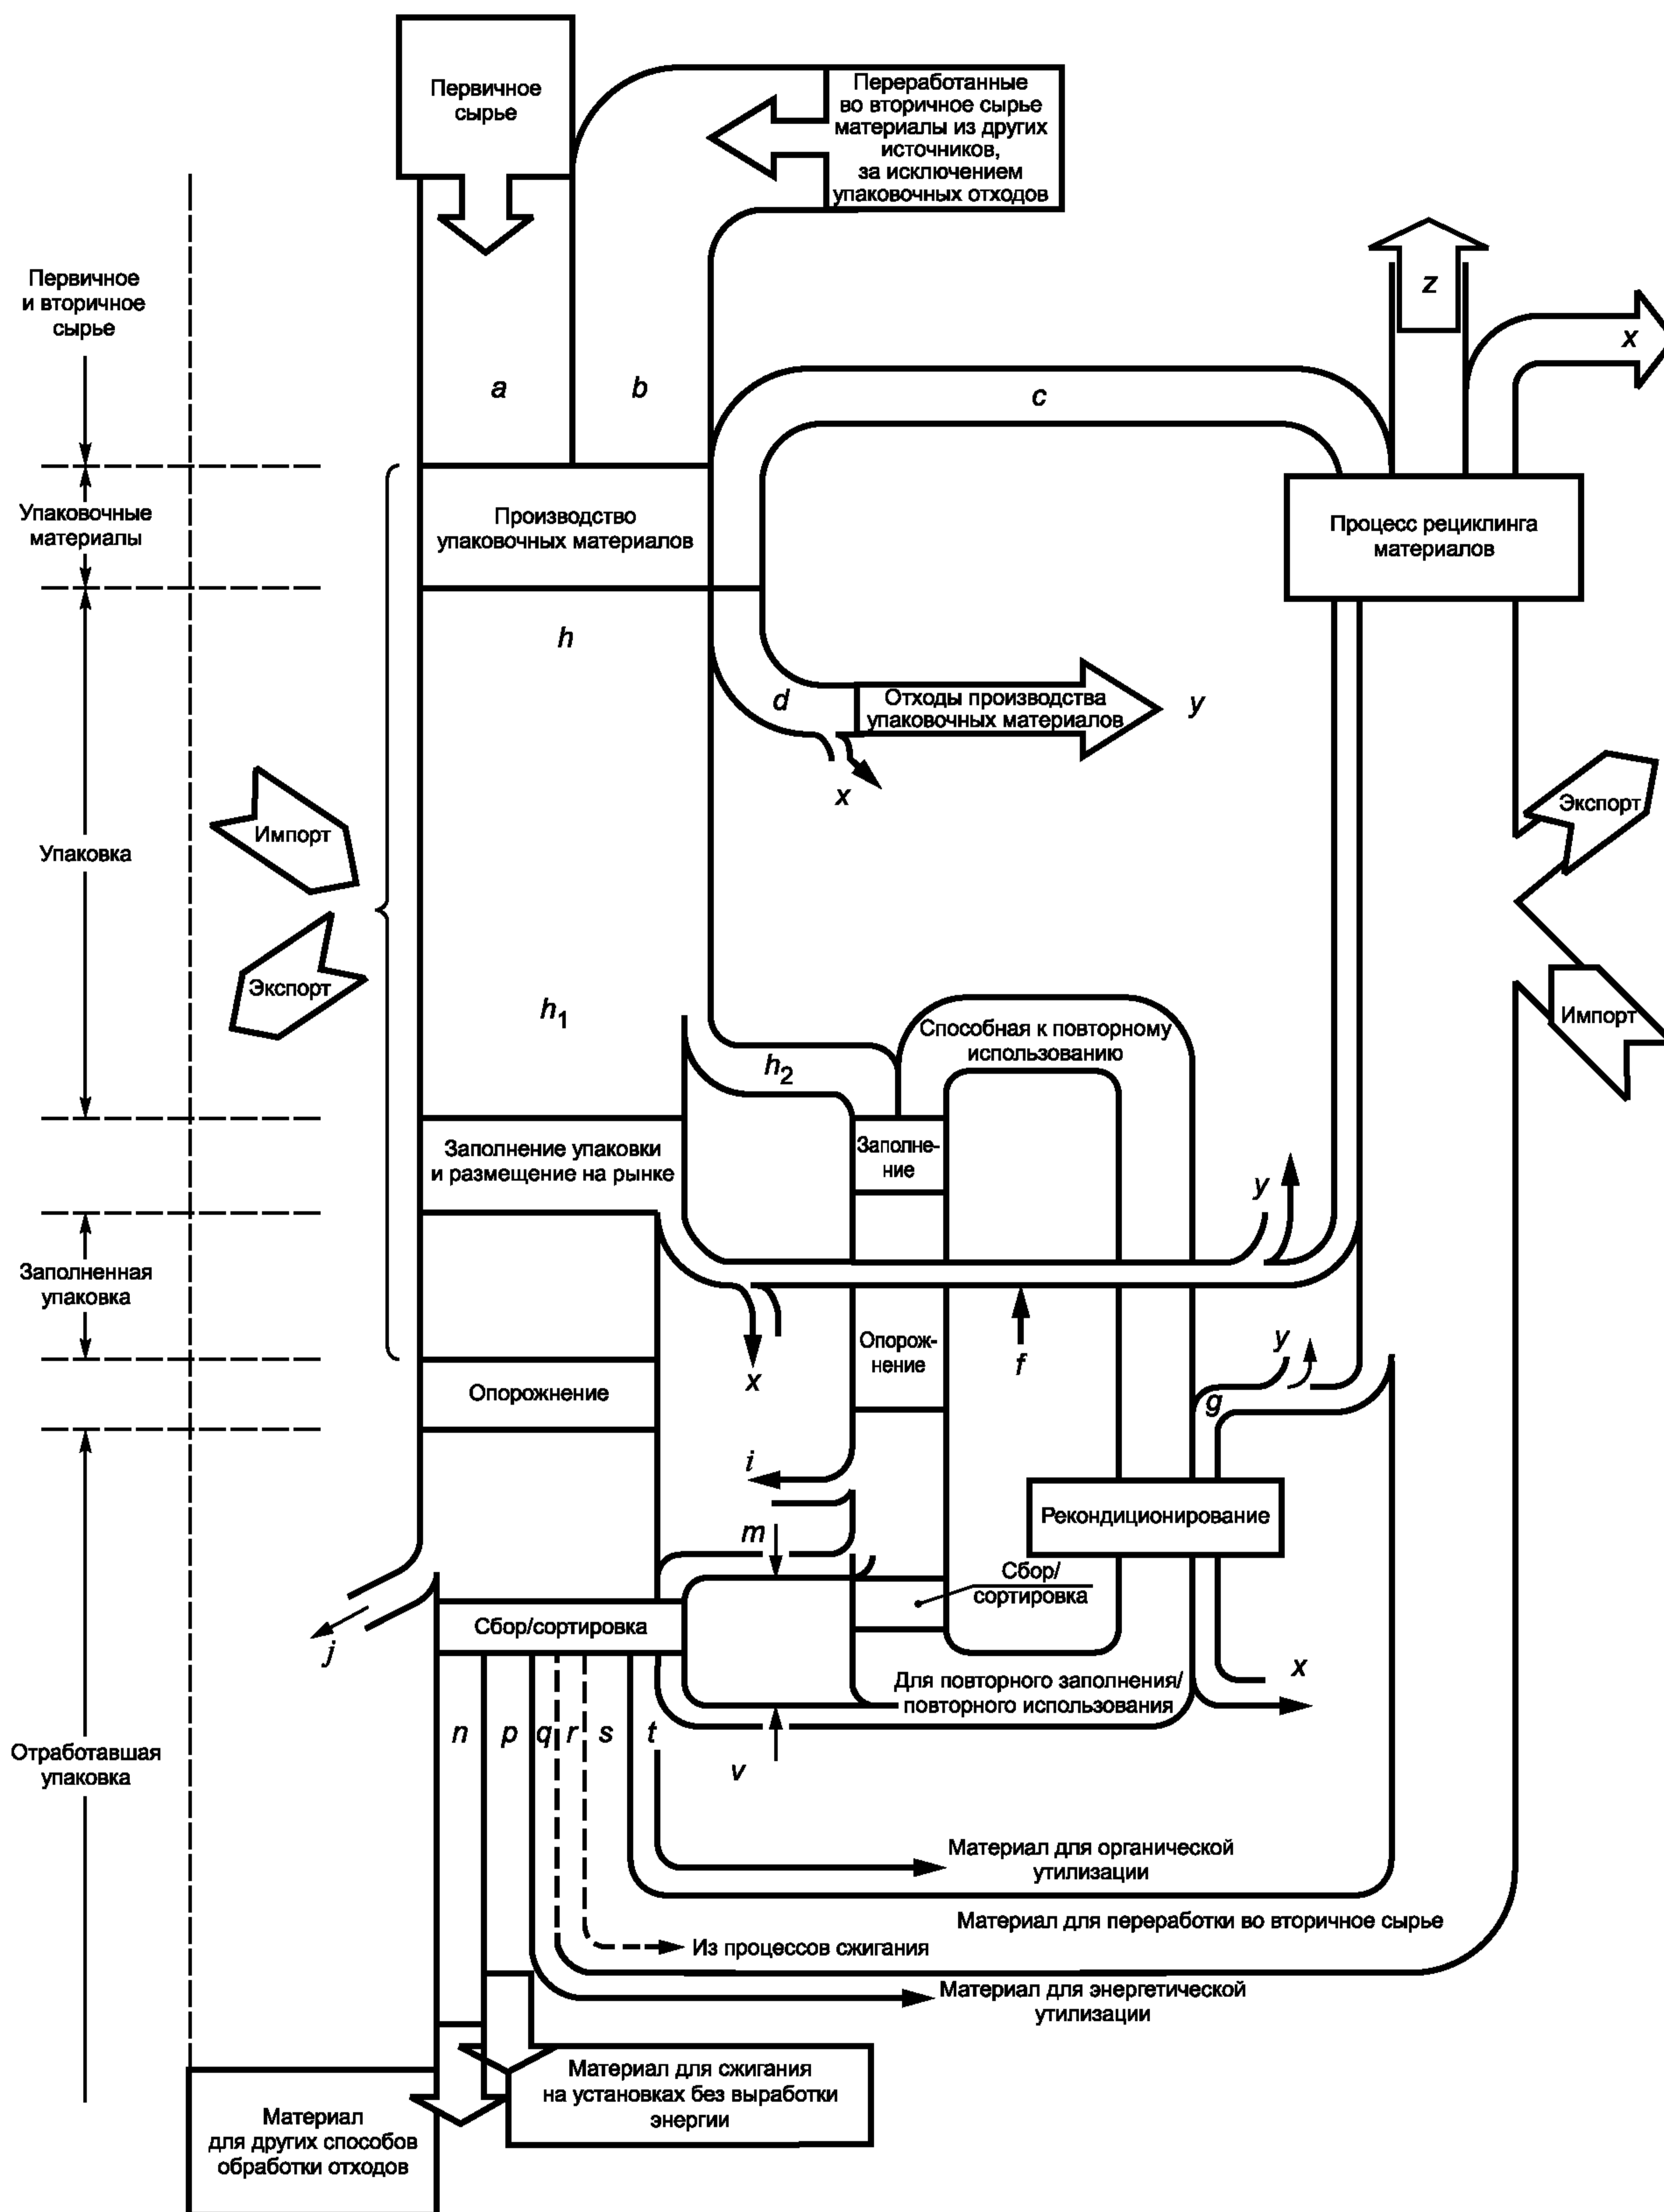 Первичное
сырье
Переработанные
во вторичное сырье
материалы из других
источников,
за исключением
упаковочных отходов
Первичное
и вторичное
сырье
z
x
a
b
c
Упаковочные
материалы
Производство
упаковочных материалов
Процесс рециклинга
материалов
h
d
Отходы производства
упаковочных материалов
y
x
Импорт
Экспорт
Упаковка
Экспорт
Импорт
h1
h2
Способная к повторному
использованию
Заполнение упаковки
и размещение на рынке
Заполне-
ние
y
Заполненная
упаковка
x
Опорож-
нение
f
y
g
Опорожнение
i
m
Рекондиционирование
Сбор/
сортировка
Сбор/сортировка
j
x
Для повторного заполнения/
повторного использования
n
p
q
r
s
t
v
Отработавшая
упаковка
Материал для органической
утилизации
Материал для переработки во вторичное сырье
Из процессов сжигания
Материал для энергетической
утилизации
Материал для сжигания
на установках без выработки
энергии
Материал
для других способов
обработки отходов